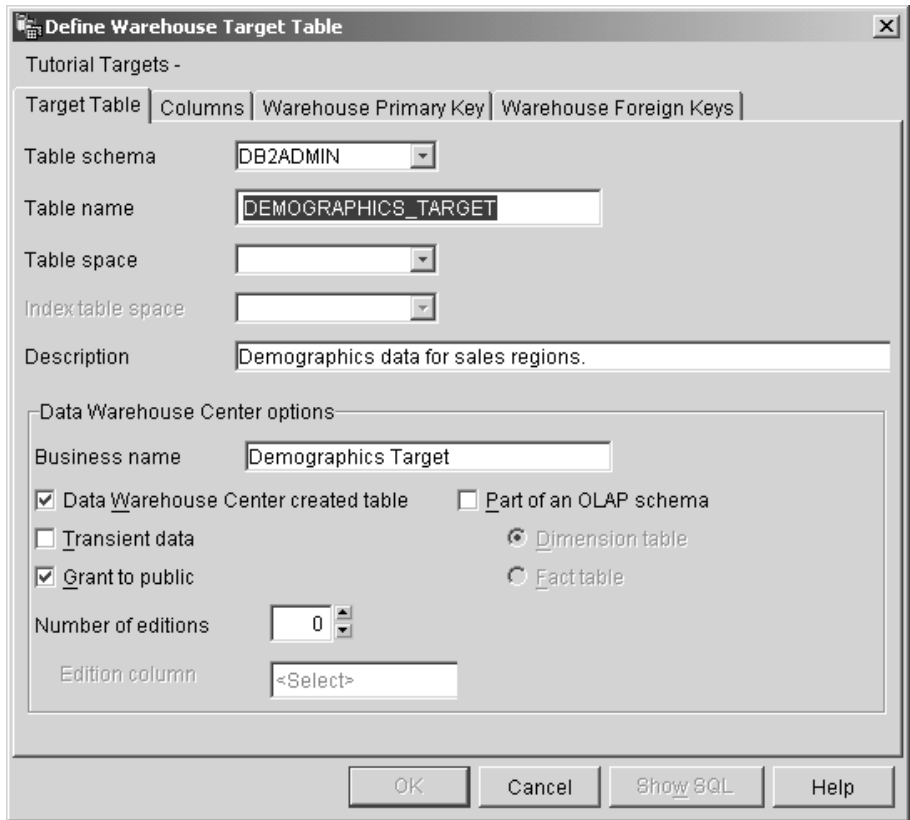 Define Warehouse Target Table
Tutorial Targets -
Target Table Columns Warehouse Primary Key Warehouse Foreign Keys
Table schema DB2ADMIN
Table name DEMOGRAPHICS_TARGET
Table space
Index table space
Description Demographics data for sales regions.
Data Warehouse Center options
Business name Demographics Target
Data Warehouse Center created table Part of an OLAP schema
Transient data Dimension table
Grant to public Fact table
Number of editions 0
Edition column <Select>
OK Cancel Show SQL Help